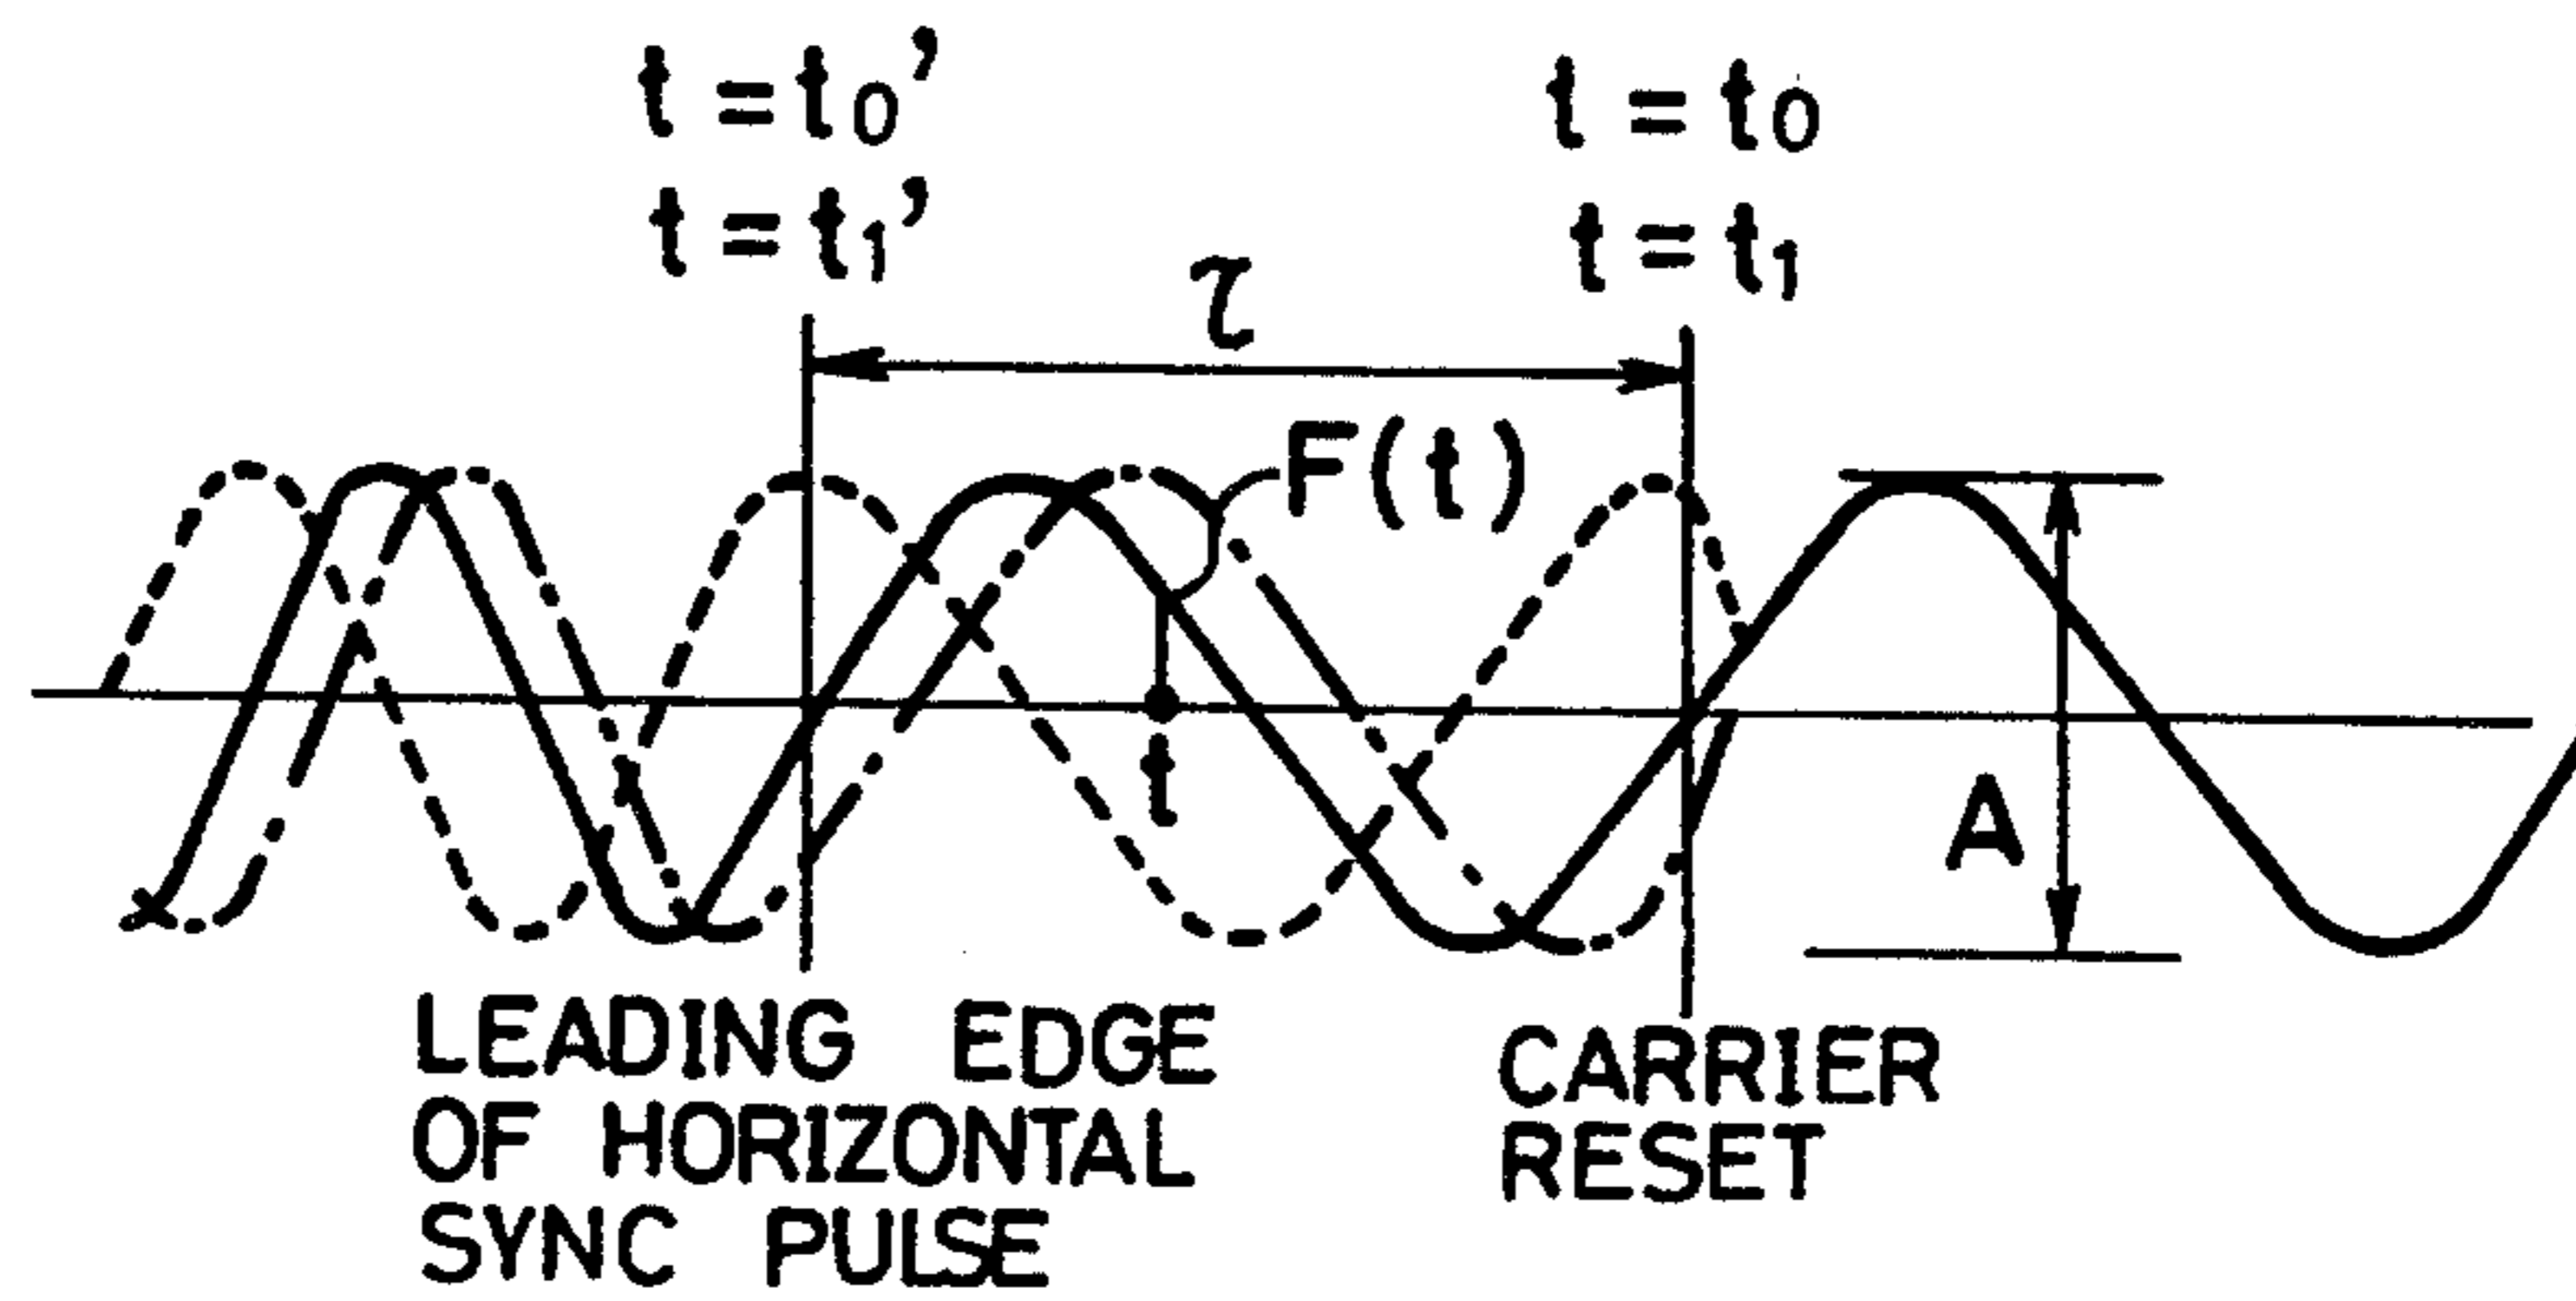 t = t0' t = t0
t = t1' t = t1
τ
F(t)
t
A
LEADING EDGE
OF HORIZONTAL
SYNC PULSE
CARRIER
RESET